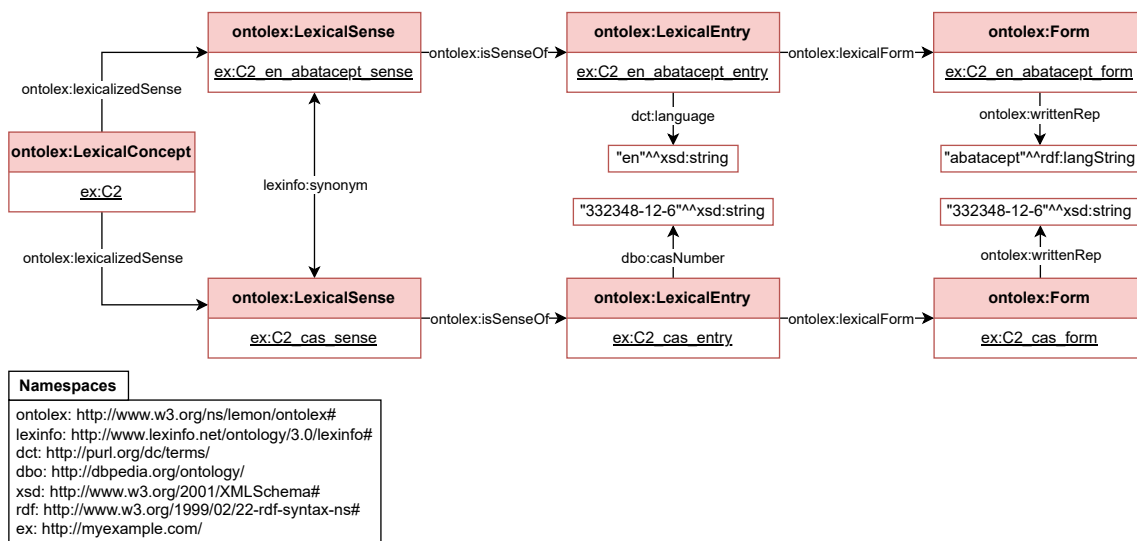 ontolex:LexicalSense
ex:C2_en_abatacept_sense
ontolex:isSenseOf
ontolex:LexicalEntry
ex:C2_en_abatacept_entry
ontolex:lexicalForm
ontolex:Form
ex:C2_en_abatacept_form
ontolex:lexicalizedSense
dct:language
ontolex:writtenRep
"en"^^xsd:string
"abatacept"^^rdf:langString
ontolex:LexicalConcept
ex:C2
lexinfo:synonym
"332348-12-6"^^xsd:string
"332348-12-6"^^xsd:string
ontolex:lexicalizedSense
dbo:casNumber
ontolex:writtenRep
ontolex:LexicalSense
ex:C2_cas_sense
ontolex:isSenseOf
ontolex:LexicalEntry
ex:C2_cas_entry
ontolex:lexicalForm
ontolex:Form
ex:C2_cas_form
Namespaces
ontolex: http://www.w3.org/ns/lemon/ontolex#
lexinfo: http://www.lexinfo.net/ontology/3.0/lexinfo#
dct: http://purl.org/dc/terms/
dbo: http://dbpedia.org/ontology/
xsd: http://www.w3.org/2001/XMLSchema#
rdf: http://www.w3.org/1999/02/22-rdf-syntax-ns#
ex: http://myexample.com/